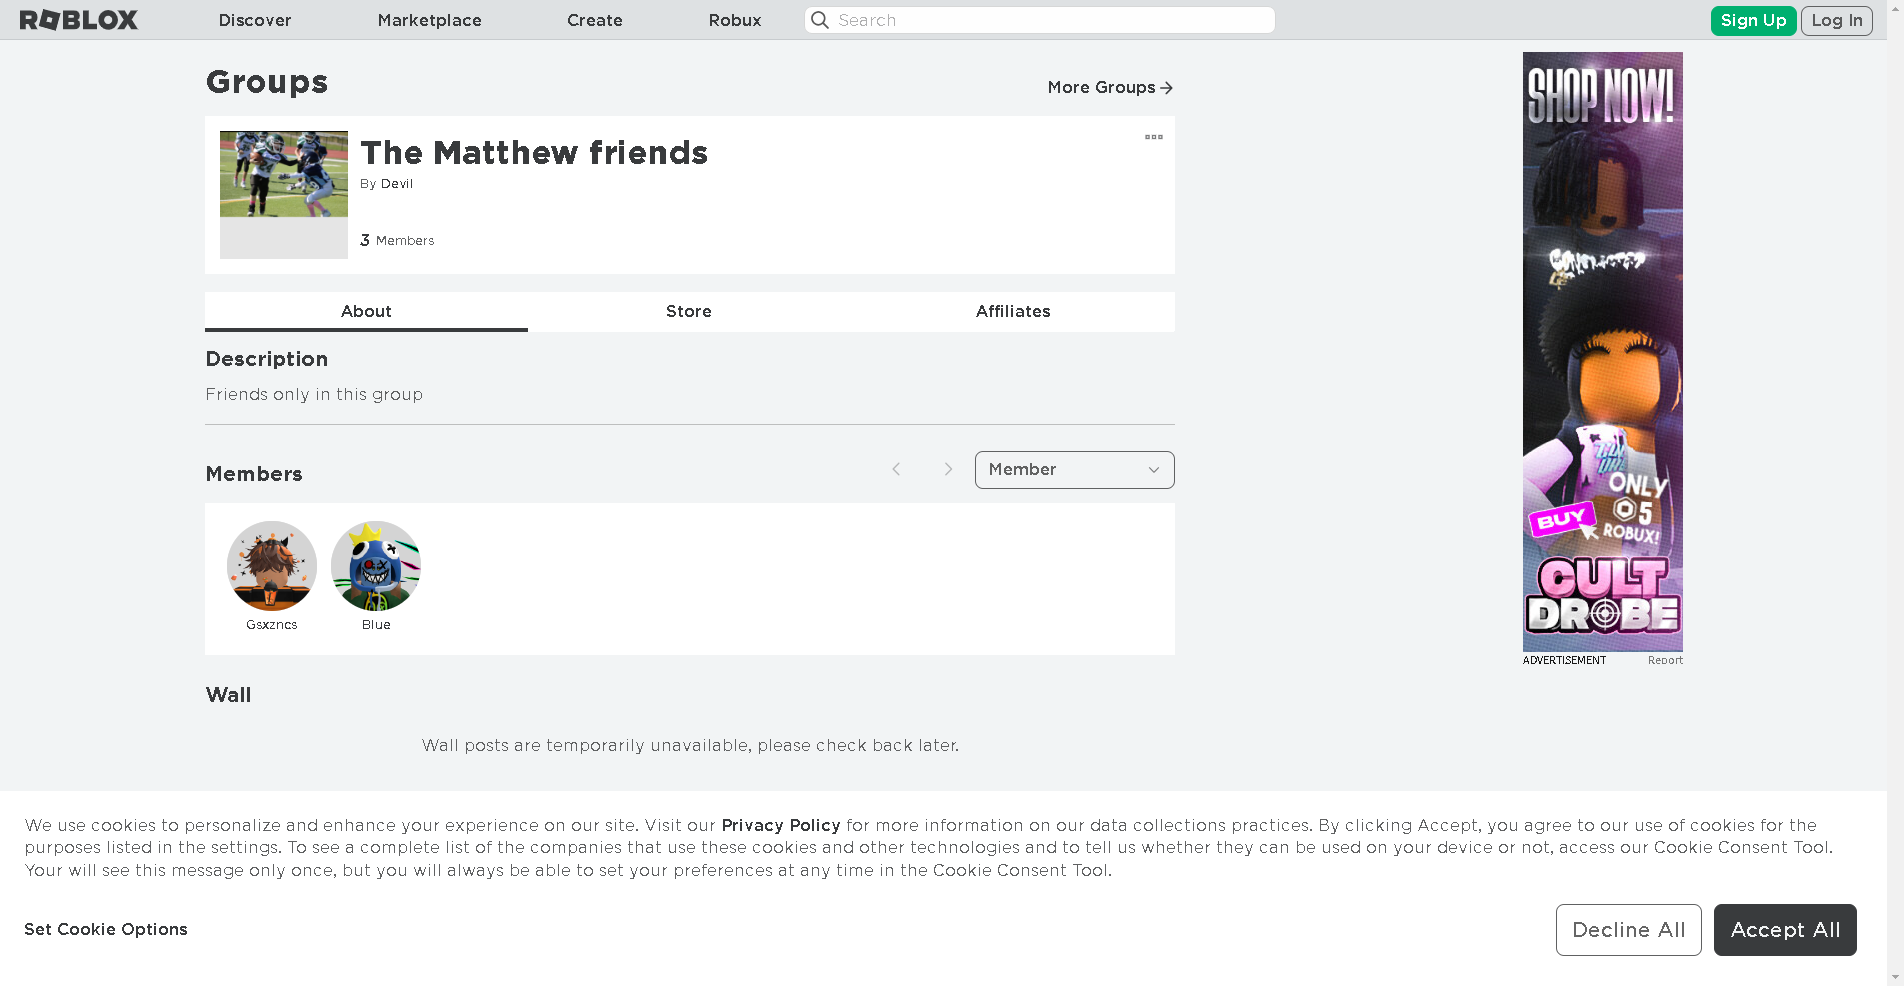 ROBLOX
Discover
Marketplace
Create
Robux
Search
Sign Up
Log In
Groups
More Groups
The Matthew friends
By Devil
3 Members
About
Store
Affiliates
Description
Friends only in this group
Members
Member
Gsxzncs
Blue
Wall
Wall posts are temporarily unavailable, please check back later.
SHOP NOW!
ONLY
5
BUY
ROBUX!
CULT
DROBE
ADVERTISEMENT
Report
We use cookies to personalize and enhance your experience on our site. Visit our Privacy Policy for more information on our data collections practices. By clicking Accept, you agree to our use of cookies for the
purposes listed in the settings. To see a complete list of the companies that use these cookies and other technologies and to tell us whether they can be used on your device or not, access our Cookie Consent Tool.
Your will see this message only once, but you will always be able to set your preferences at any time in the Cookie Consent Tool.
Set Cookie Options
Decline All
Accept All